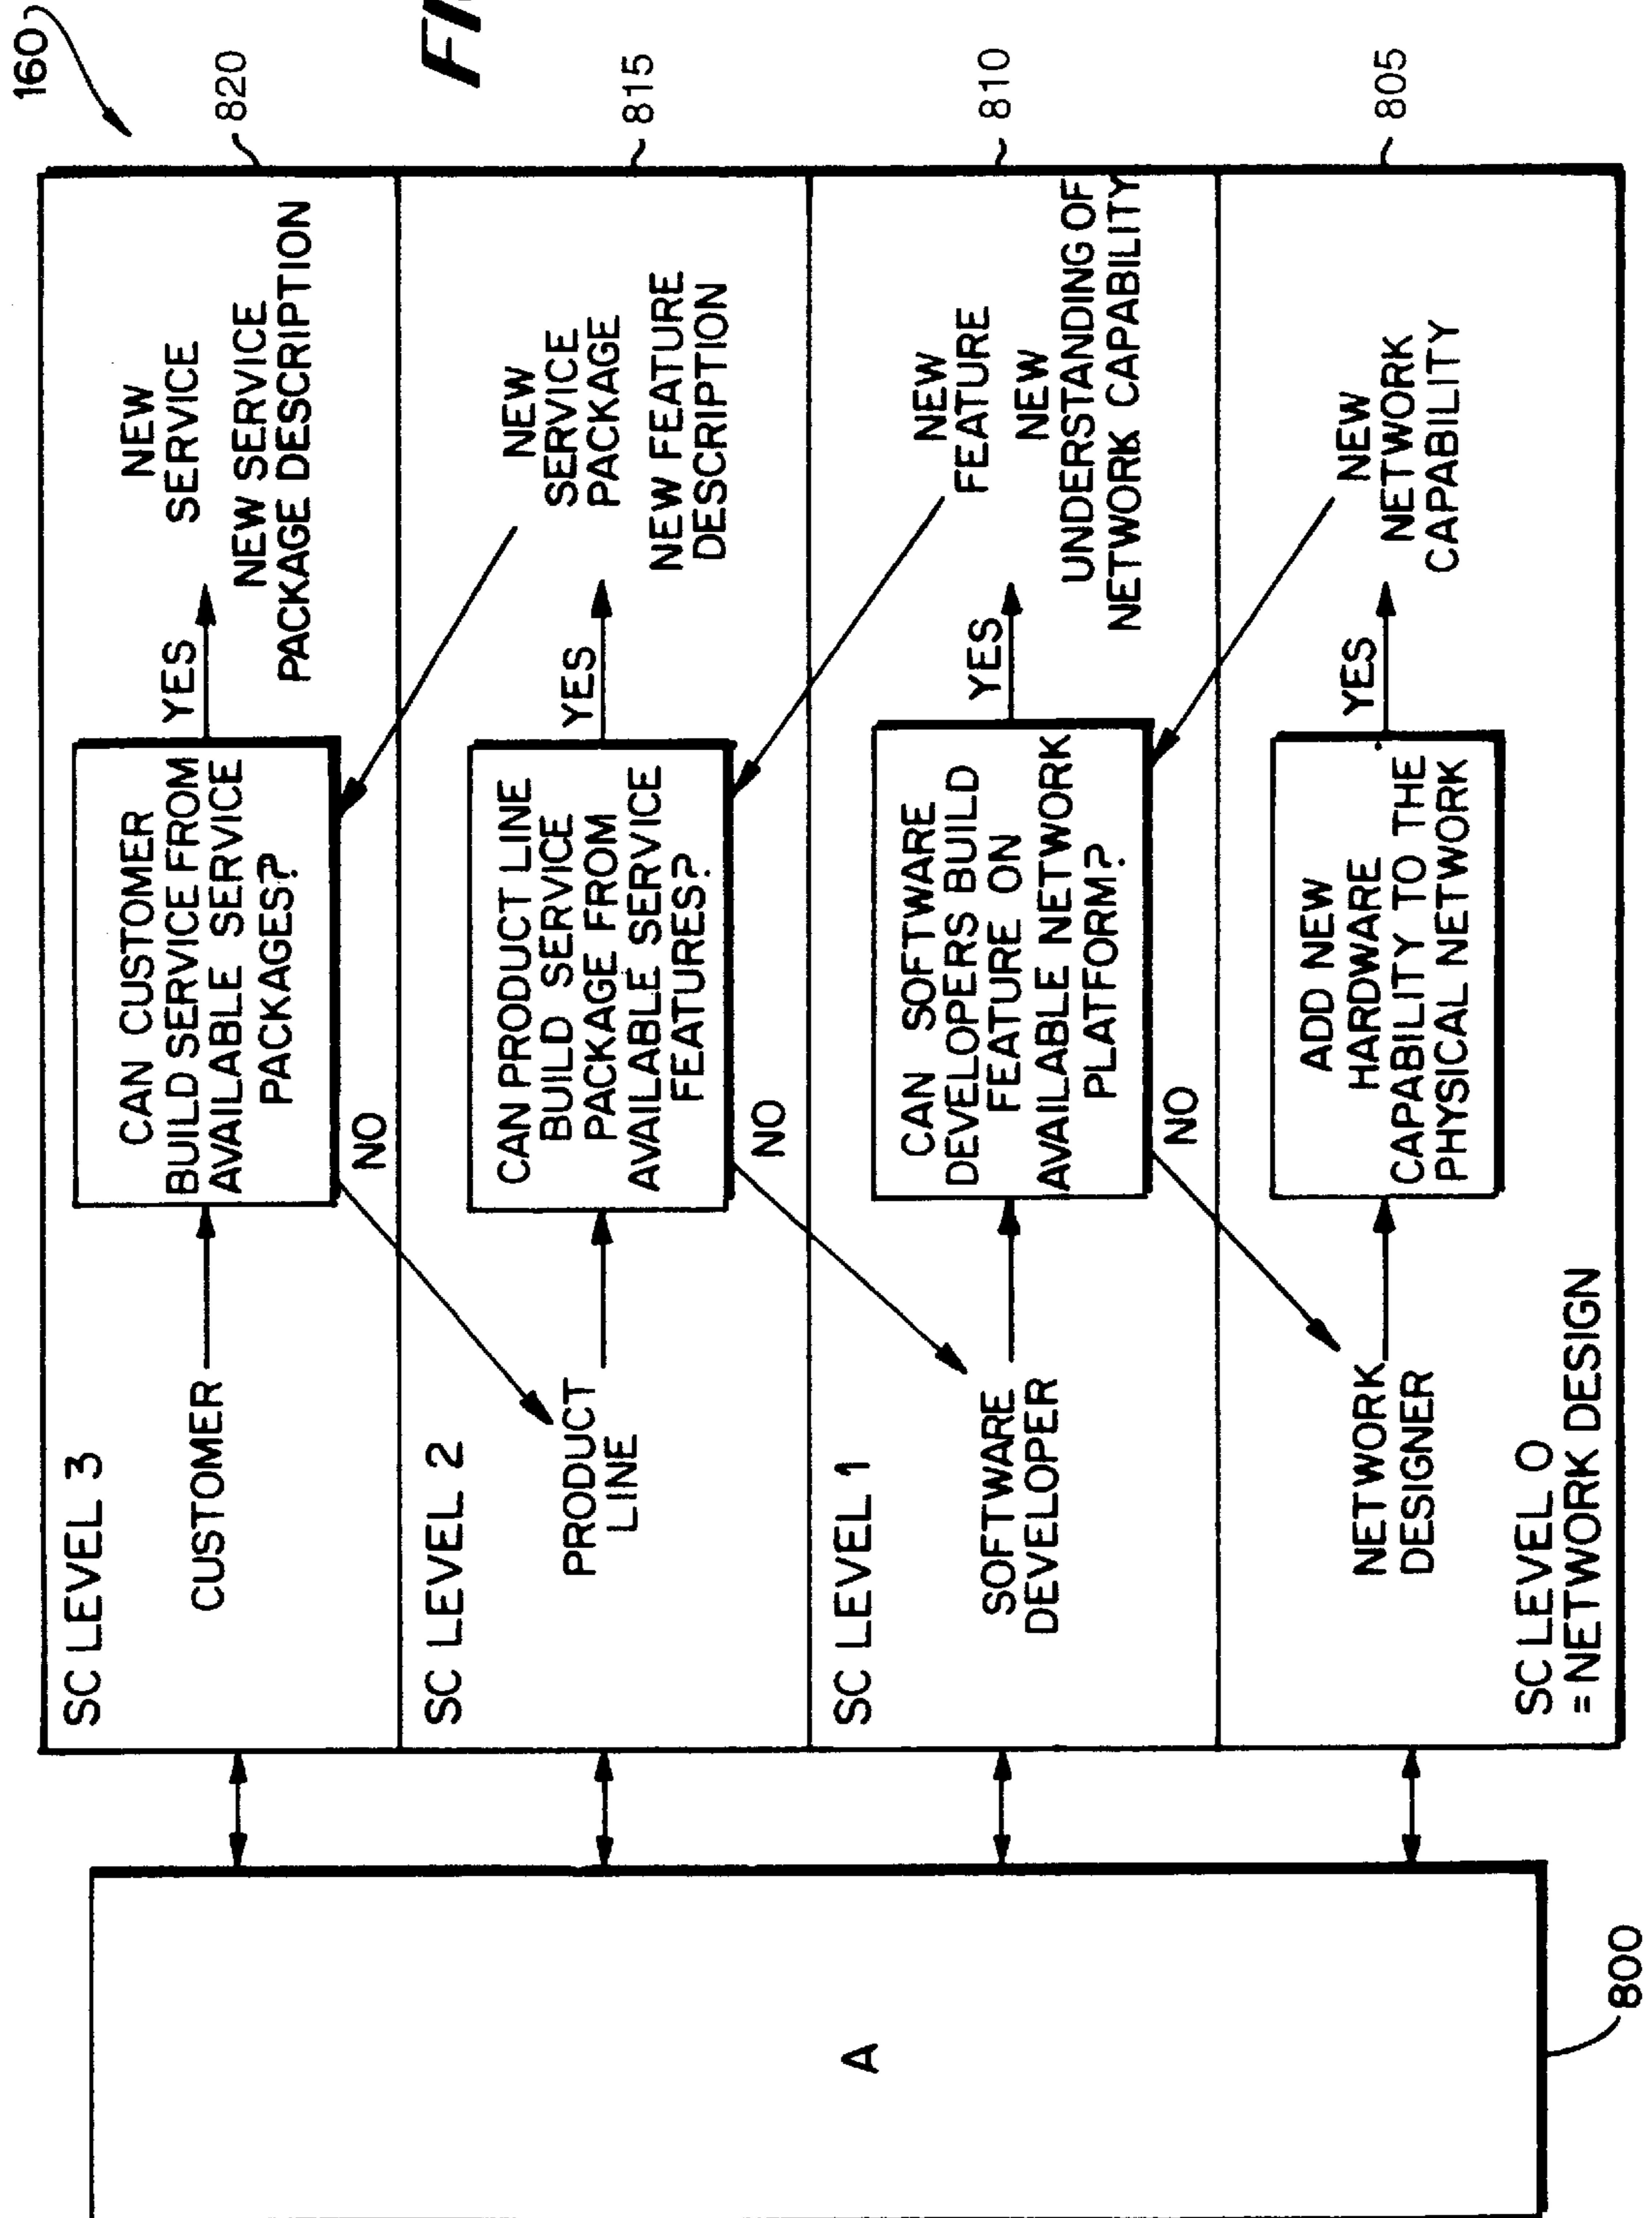 160
FI
820
SC LEVEL 3
CUSTOMER
CAN CUSTOMER
BUILD SERVICE FROM
AVAILABLE SERVICE
PACKAGES?
YES
NO
NEW
SERVICE
NEW SERVICE
PACKAGE DESCRIPTION
815
SC LEVEL 2
PRODUCT
LINE
CAN PRODUCT LINE
BUILD SERVICE
PACKAGE FROM
AVAILABLE SERVICE
FEATURES?
YES
NO
NEW
SERVICE
PACKAGE
NEW FEATURE
DESCRIPTION
810
SC LEVEL 1
SOFTWARE
DEVELOPER
CAN SOFTWARE
DEVELOPERS BUILD
FEATURE ON
AVAILABLE NETWORK
PLATFORM?
YES
NO
NEW
FEATURE
NEW
UNDERSTANDING OF
NETWORK CAPABILITY
805
NETWORK
DESIGNER
ADD NEW
HARDWARE
CAPABILITY TO THE
PHYSICAL NETWORK
YES
NEW
NETWORK
CAPABILITY
SC LEVEL 0
= NETWORK DESIGN
A
800